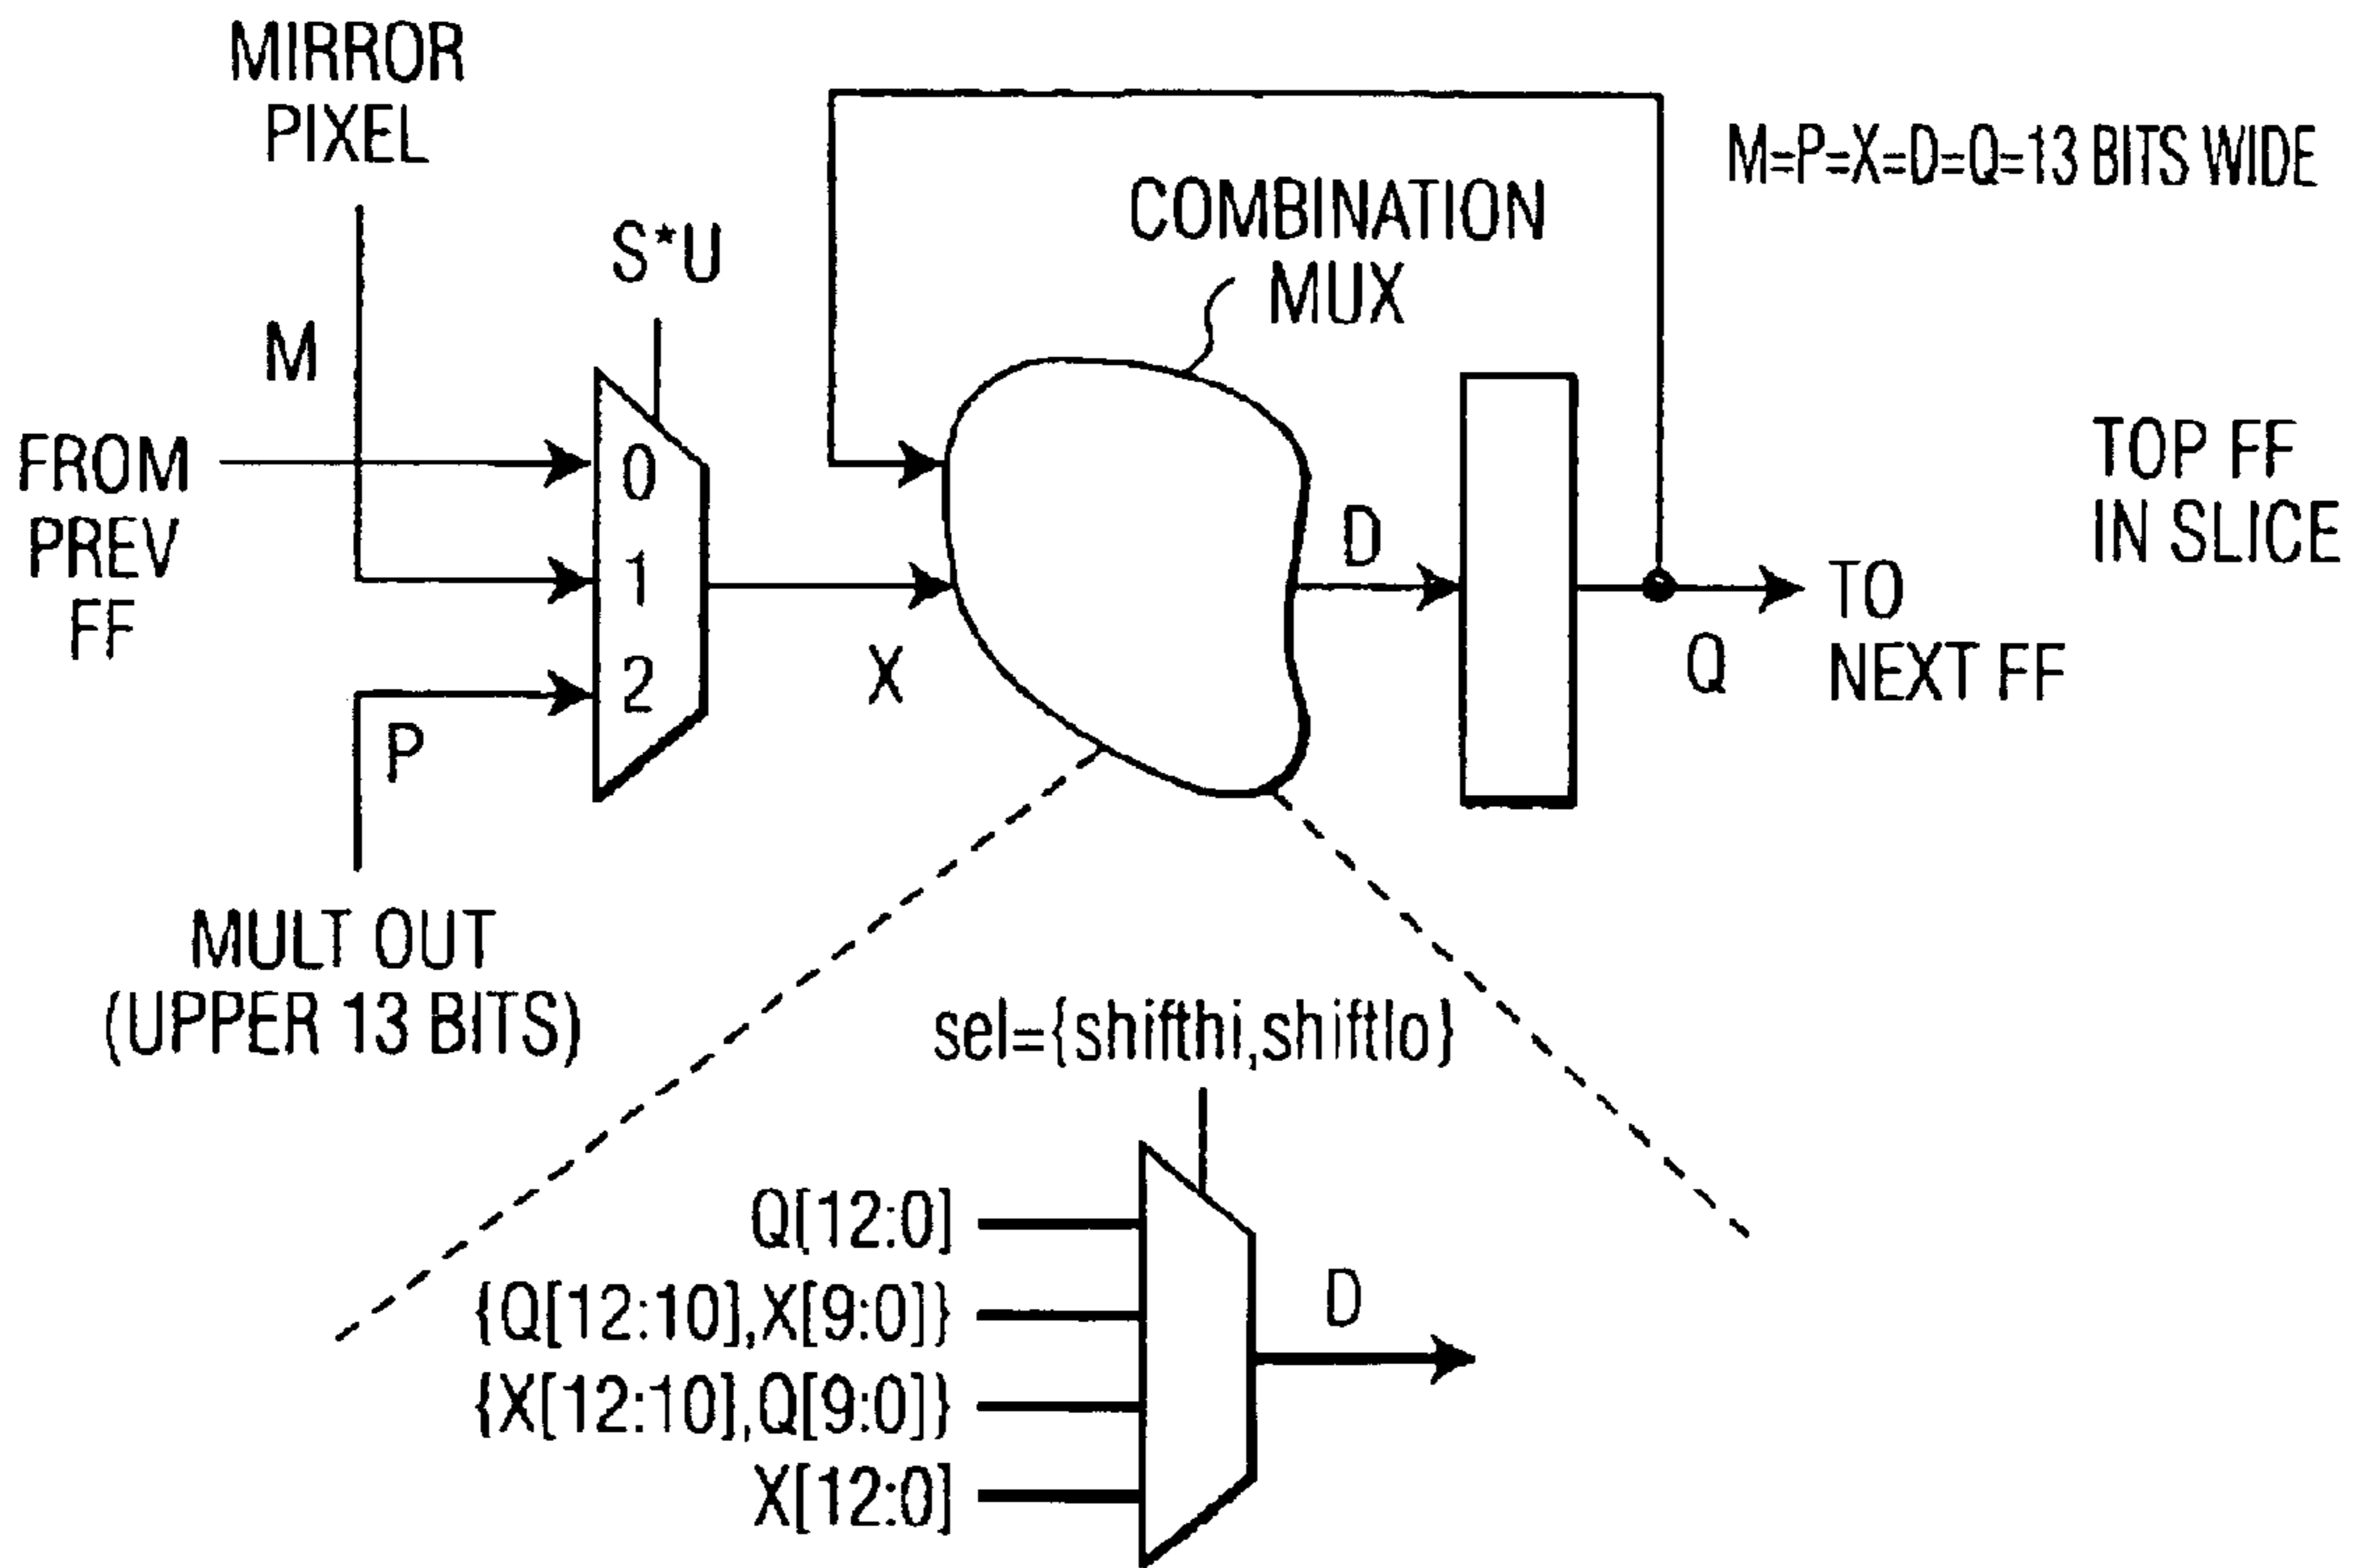 MIRROR
PIXEL
M=P=X=D=Q=13 BITS WIDE
COMBINATION
MUX
S*U
M
FROM
PREV
FF
0
1
2
P
X
D
Q
TOP FF
IN SLICE
TO
NEXT FF
MULT OUT
(UPPER 13 BITS)
sel={shifthi,shiftlo}
Q[12:0]
{Q[12:10],X[9:0]}
{X[12:10],Q[9:0]}
X[12:0]
D